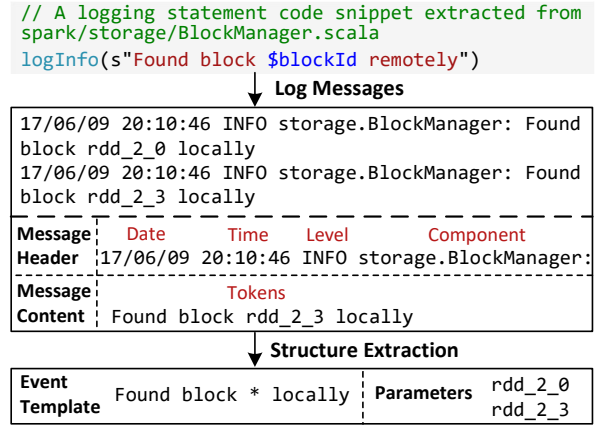 // A logging statement code snippet extracted from
spark/storage/BlockManager.scala
logInfo(s"Found block $blockId remotely")
Log Messages
17/06/09 20:10:46 INFO storage.BlockManager: Found
block rdd_2_0 locally
17/06/09 20:10:46 INFO storage.BlockManager: Found
block rdd_2_3 locally
Message Header
Date Time Level Component
17/06/09 20:10:46 INFO storage.BlockManager:
Message Content
Tokens
Found block rdd_2_3 locally
Structure Extraction
Event Template
Found block * locally
Parameters
rdd_2_0
rdd_2_3